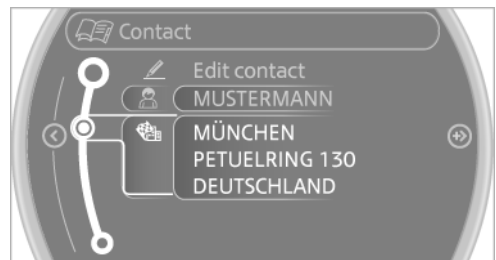 Contact
Edit contact
MUSTERMANN
MÜNCHEN
PETUELRING 130
DEUTSCHLAND